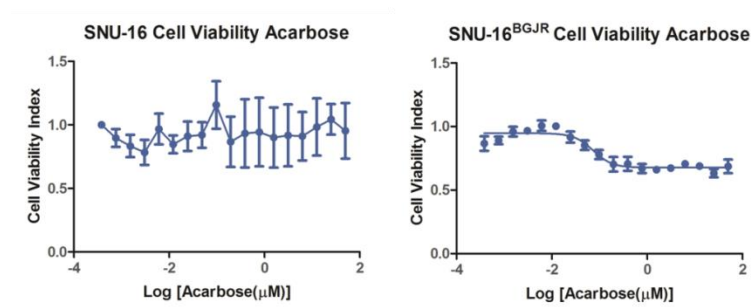 SNU-16 Cell Viability Acarbose
Cell Viability Index
1.5
1.0
0.5
0.0
-4
-2
0
2
Log [Acarbose(μM)]
SNU-16ᴮᴳᴶᴿ Cell Viability Acarbose
Cell Viability Index
1.5
1.0
0.5
0.0
-4
-2
0
2
Log [Acarbose(μM)]